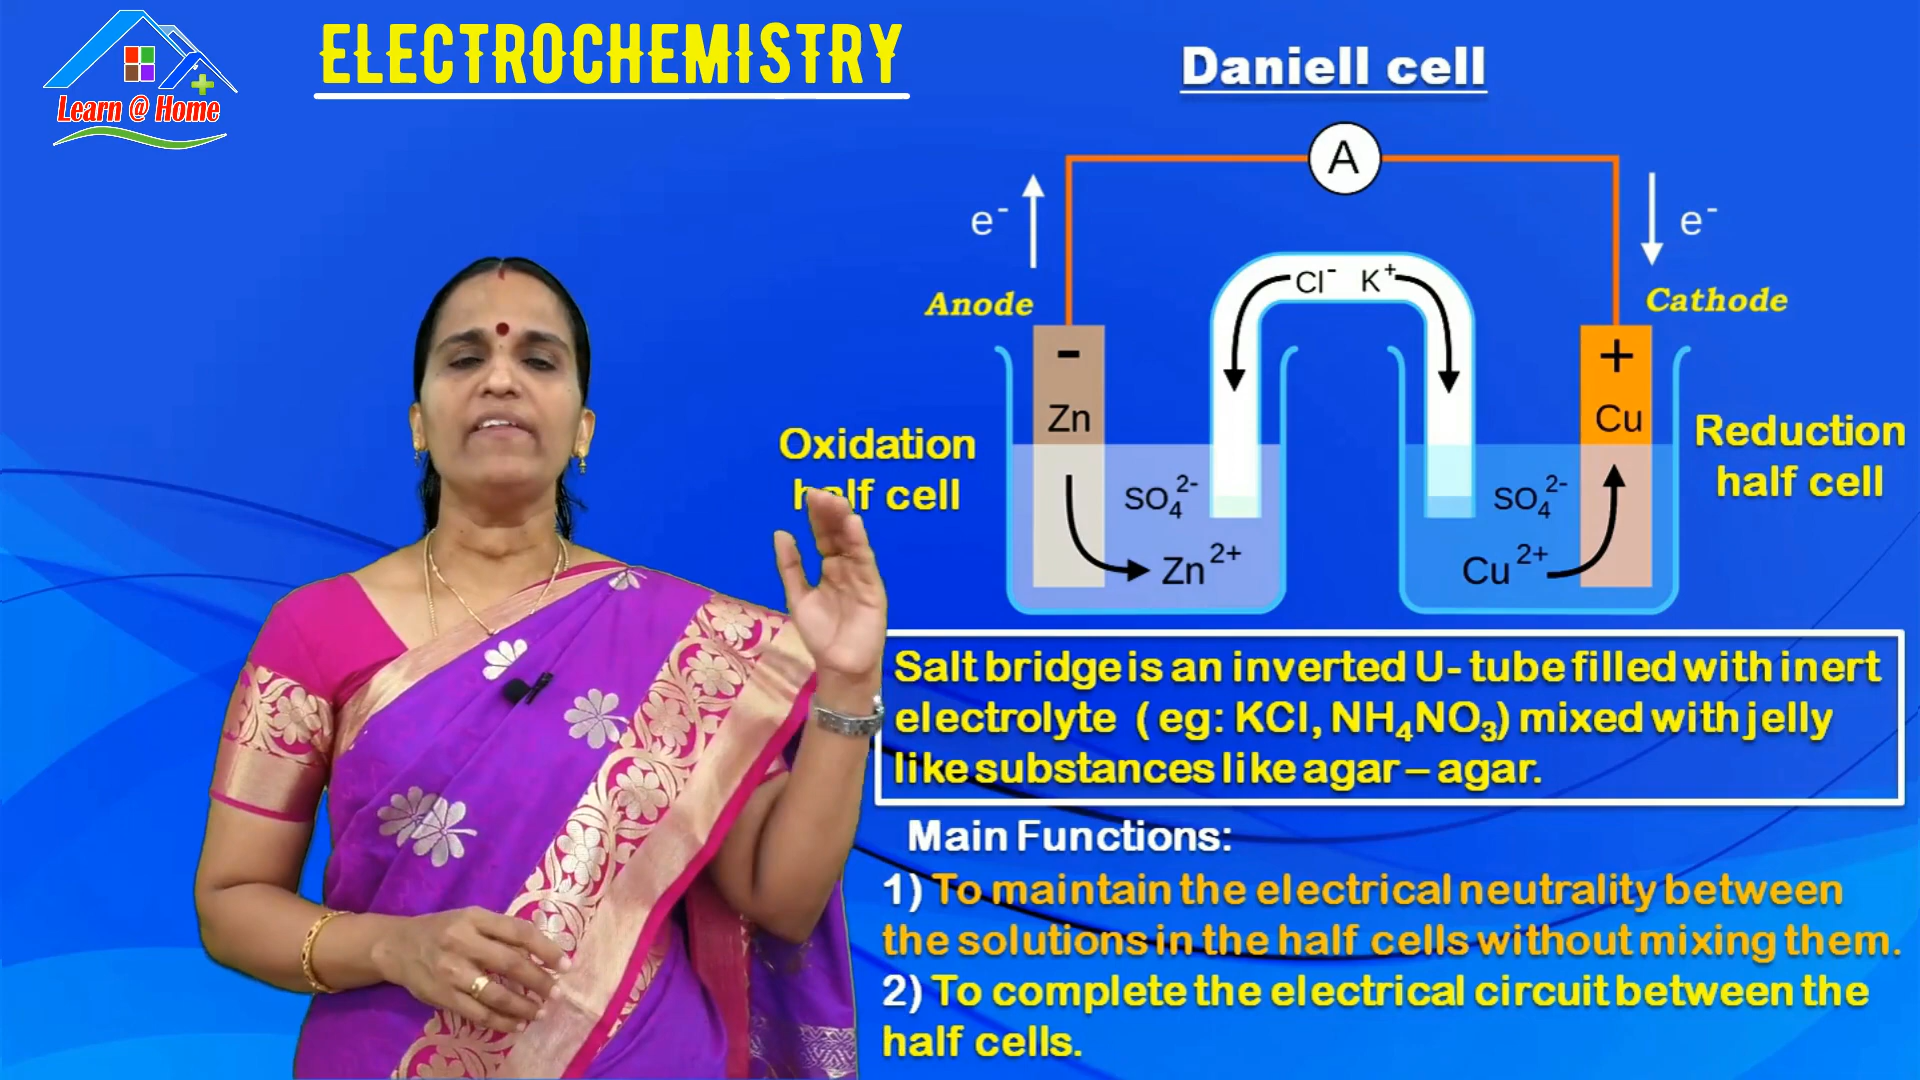 Learn @ Home
ELECTROCHEMISTRY
Daniell cell
A
e-
e-
Anode
Cathode
Cl- K+
-
+
Zn
Cu
Oxidation
half cell
Reduction
half cell
SO₄²⁻
SO₄²⁻
Zn²⁺
Cu²⁺
Salt bridge is an inverted U- tube filled with inert
electrolyte ( eg: KCl, NH₄NO₃) mixed with jelly
like substances like agar – agar.
Main Functions:
1) To maintain the electrical neutrality between
the solutions in the half cells without mixing them.
2) To complete the electrical circuit between the
half cells.